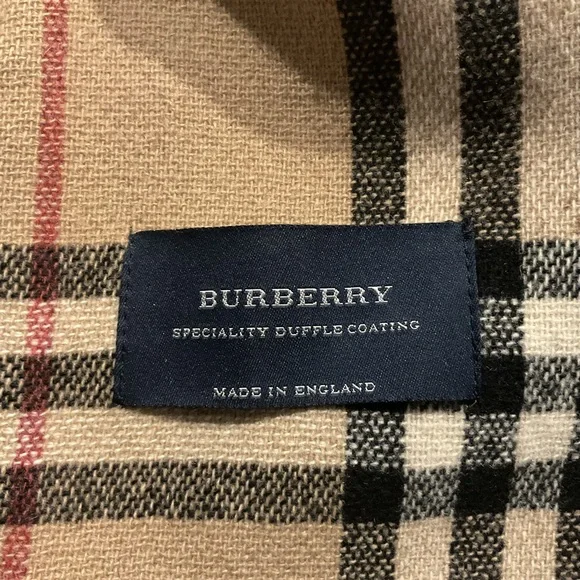 BURBERRY
SPECIALITY DUFFLE COATING
MADE IN ENGLAND